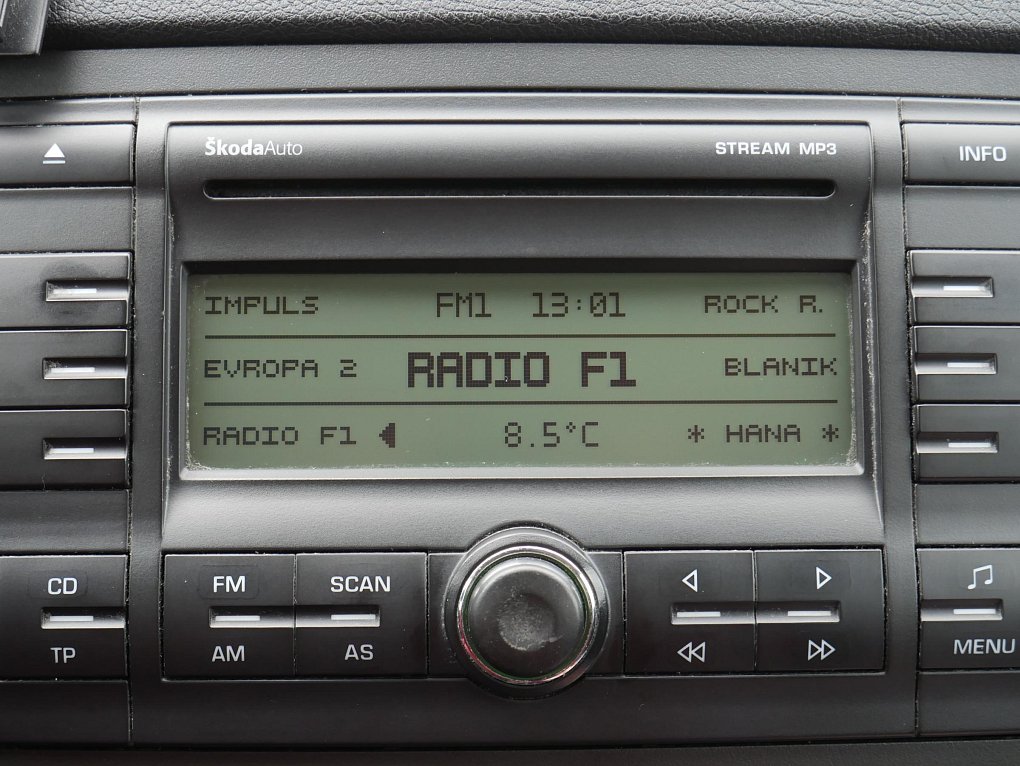 ŠkodaAuto STREAM MP3 INFO
IMPULS FM1 13:01 ROCK R.
EVROPA 2 RADIO F1 BLANIK
RADIO F1 8.5°C * HANA *
CD FM SCAN
TP AM AS MENU